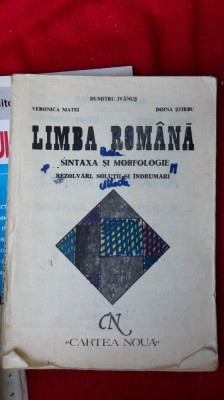 DUMITRU IVĂNUȘ
VERONICA MATEI
DOINA ȘTIRBU
LIMBA ROMÂNĂ
SINTAXA ȘI MORFOLOGIE
REZOLVĂRI, SOLUȚII ȘI ÎNDRUMĂRI
CN
"CARTEA NOUĂ"